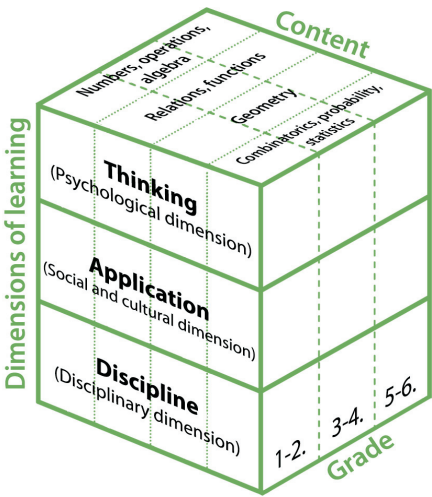 Content
Numbers, operations,
algebra
Relations, functions
Geometry
Combinatorics, probability,
statistics
Dimensions of learning
Thinking
(Psychological dimension)
Application
(Social and cultural dimension)
Discipline
(Disciplinary dimension)
1-2.
3-4.
5-6.
Grade